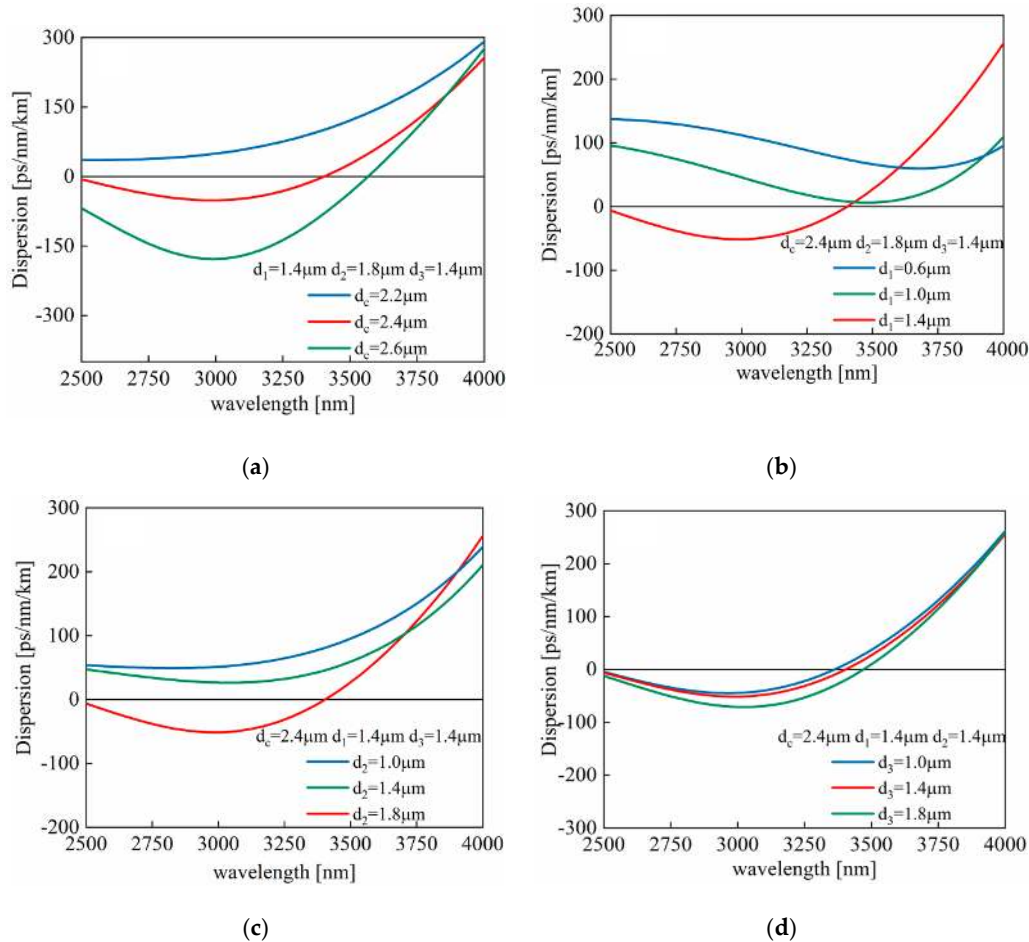 300
150
0
-150
-300
Dispersion [ps/nm/km]
d₁=1.4μm d₂=1.8μm d₃=1.4μm
d_c=2.2μm
d_c=2.4μm
d_c=2.6μm
2500 2750 3000 3250 3500 3750 4000
wavelength [nm]
(a)
300
200
100
0
-100
-200
Dispersion [ps/nm/km]
d_c=2.4μm d₂=1.8μm d₃=1.4μm
d₁=0.6μm
d₁=1.0μm
d₁=1.4μm
2500 2750 3000 3250 3500 3750 4000
wavelength [nm]
(b)
300
200
100
0
-100
-200
Dispersion [ps/nm/km]
d_c=2.4μm d₁=1.4μm d₃=1.4μm
d₂=1.0μm
d₂=1.4μm
d₂=1.8μm
2500 2750 3000 3250 3500 3750 4000
wavelength [nm]
(c)
300
200
100
0
-100
-200
-300
Dispersion [ps/nm/km]
d_c=2.4μm d₁=1.4μm d₂=1.4μm
d₃=1.0μm
d₃=1.4μm
d₃=1.8μm
2500 2750 3000 3250 3500 3750 4000
wavelength [nm]
(d)